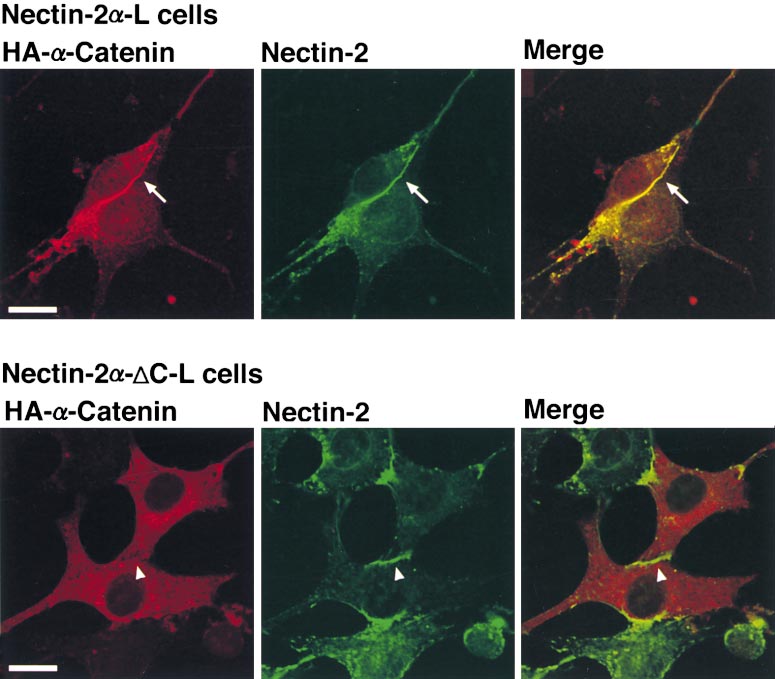 Nectin-2α-L cells
HA-α-Catenin Nectin-2 Merge
Nectin-2α-ΔC-L cells
HA-α-Catenin Nectin-2 Merge